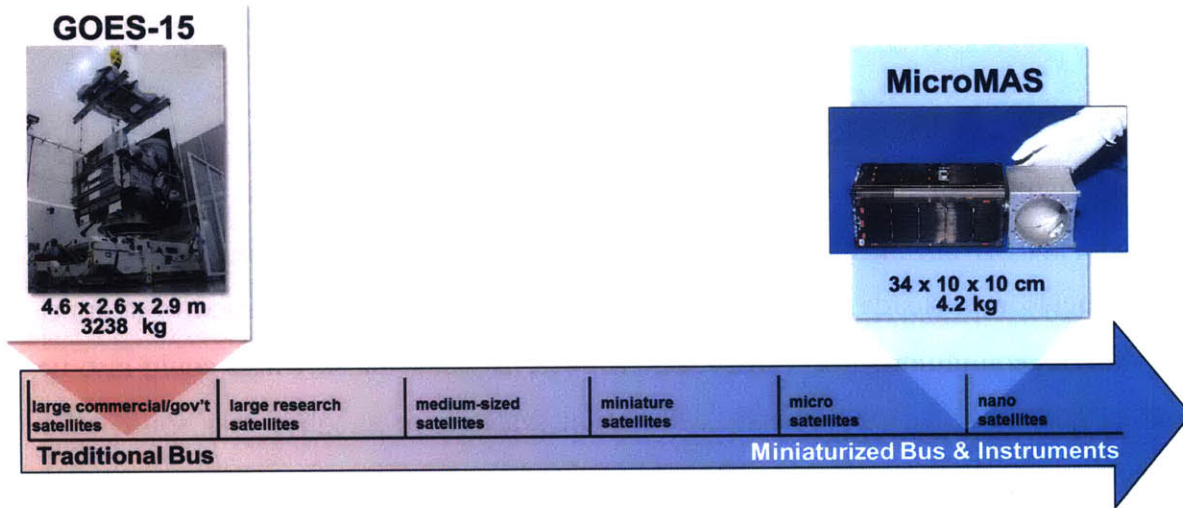 GOES-15
4.6 x 2.6 x 2.9 m
3238 kg
MicroMAS
34 x 10 x 10 cm
4.2 kg
large commercial/gov't
satellites
large research
satellites
medium-sized
satellites
miniature
satellites
micro
satellites
nano
satellites
Traditional Bus
Miniaturized Bus & Instruments